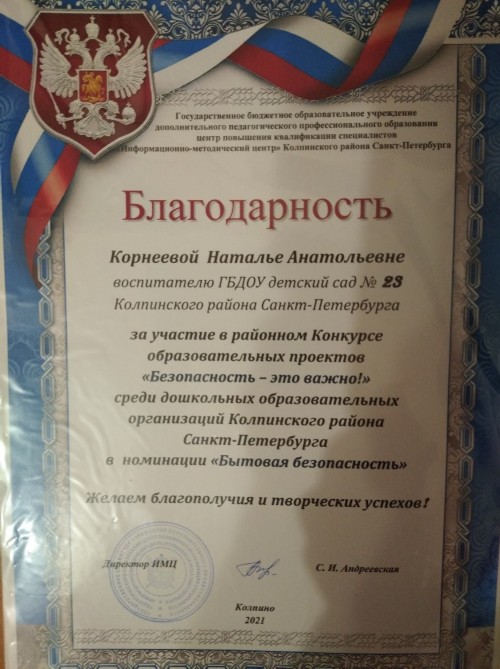 Государственное бюджетное образовательное учреждение
дополнительного педагогического профессионального образования
центр повышения квалификации специалистов
«Информационно-методический центр» Колпинского района Санкт-Петербурга
Благодарность
Корнеевой Наталье Анатольевне
воспитателю ГБДОУ детский сад № 23
Колпинского района Санкт-Петербурга
за участие в районном Конкурсе
образовательных проектов
«Безопасность – это важно!»
среди дошкольных образовательных
организаций Колпинского района
Санкт-Петербурга
в номинации «Бытовая безопасность»
Желаем благополучия и творческих успехов!
Директор ИМЦ
С. И. Андреевская
Колпино
2021